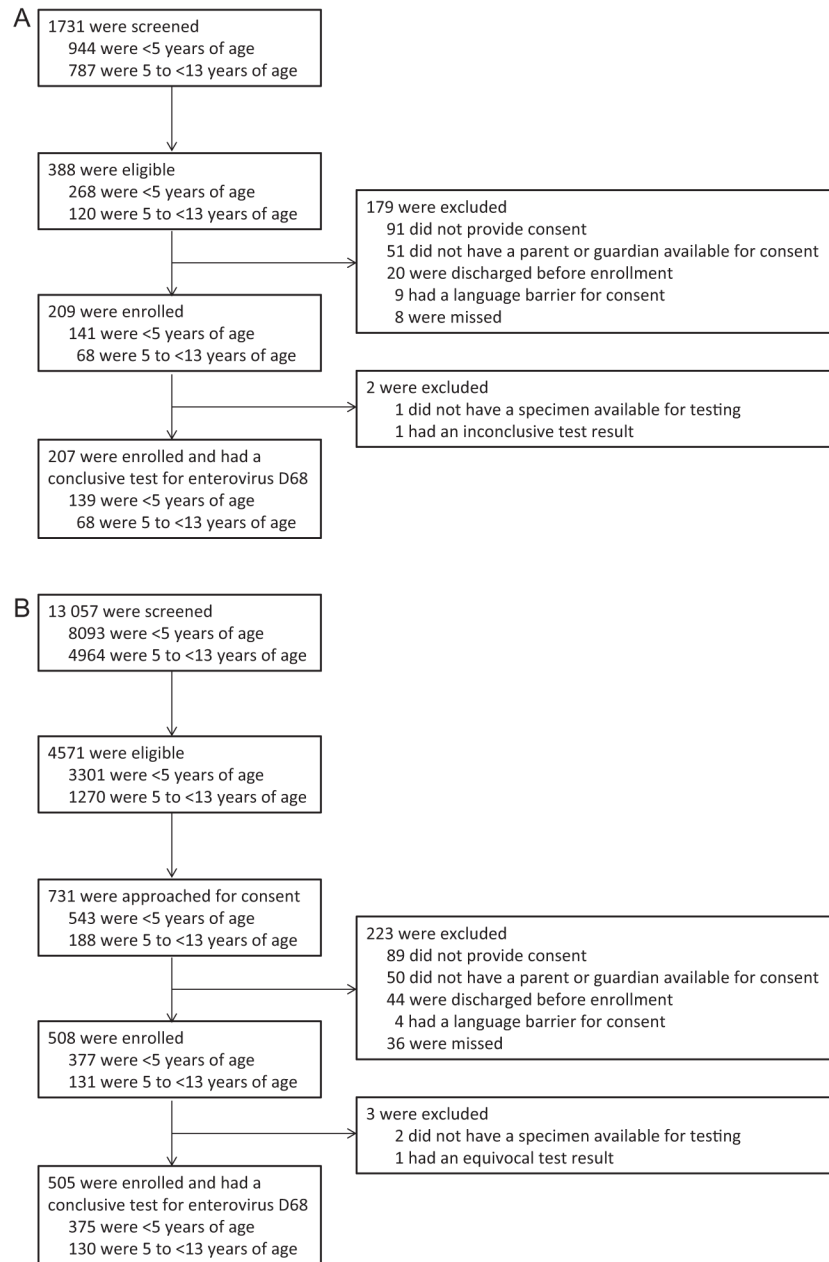 A
1731 were screened
944 were <5 years of age
787 were 5 to <13 years of age
388 were eligible
268 were <5 years of age
120 were 5 to <13 years of age
179 were excluded
91 did not provide consent
51 did not have a parent or guardian available for consent
20 were discharged before enrollment
9 had a language barrier for consent
8 were missed
209 were enrolled
141 were <5 years of age
68 were 5 to <13 years of age
2 were excluded
1 did not have a specimen available for testing
1 had an inconclusive test result
207 were enrolled and had a
conclusive test for enterovirus D68
139 were <5 years of age
68 were 5 to <13 years of age
B
13 057 were screened
8093 were <5 years of age
4964 were 5 to <13 years of age
4571 were eligible
3301 were <5 years of age
1270 were 5 to <13 years of age
731 were approached for consent
543 were <5 years of age
188 were 5 to <13 years of age
223 were excluded
89 did not provide consent
50 did not have a parent or guardian available for consent
44 were discharged before enrollment
4 had a language barrier for consent
36 were missed
508 were enrolled
377 were <5 years of age
131 were 5 to <13 years of age
3 were excluded
2 did not have a specimen available for testing
1 had an equivocal test result
505 were enrolled and had a
conclusive test for enterovirus D68
375 were <5 years of age
130 were 5 to <13 years of age